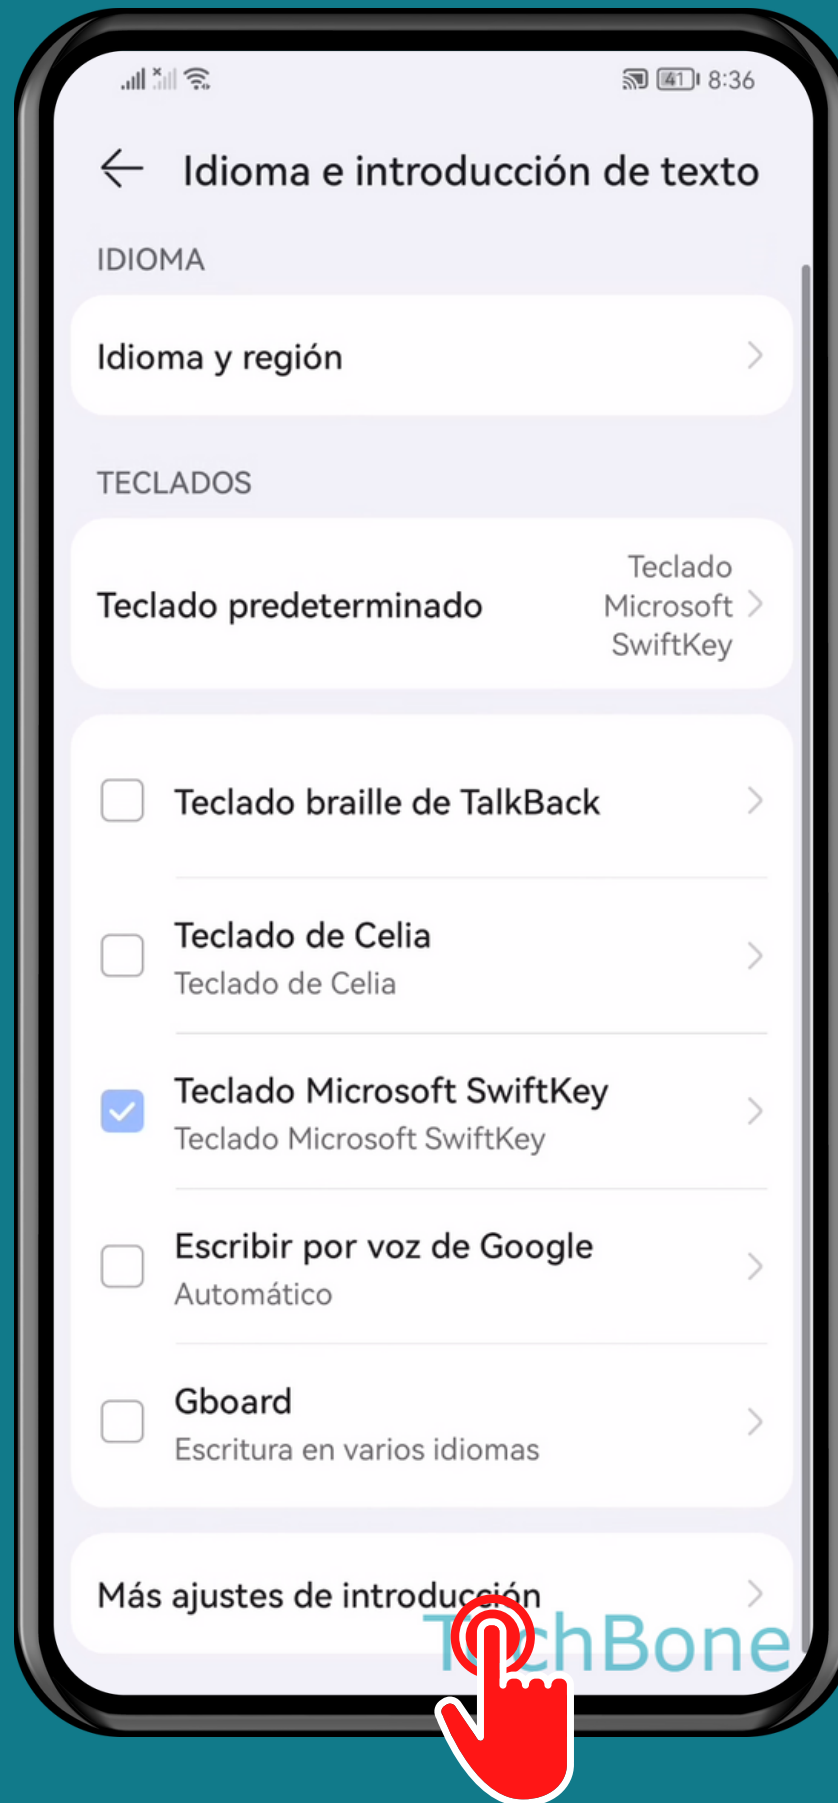 41 8:36
Idioma e introducción de texto
IDIOMA
Idioma y región
TECLADOS
Teclado predeterminado
Teclado
Microsoft
SwiftKey
Teclado braille de TalkBack
Teclado de Celia
Teclado de Celia
Teclado Microsoft SwiftKey
Teclado Microsoft SwiftKey
Escribir por voz de Google
Automático
Gboard
Escritura en varios idiomas
Más ajustes de introducción
TechBone